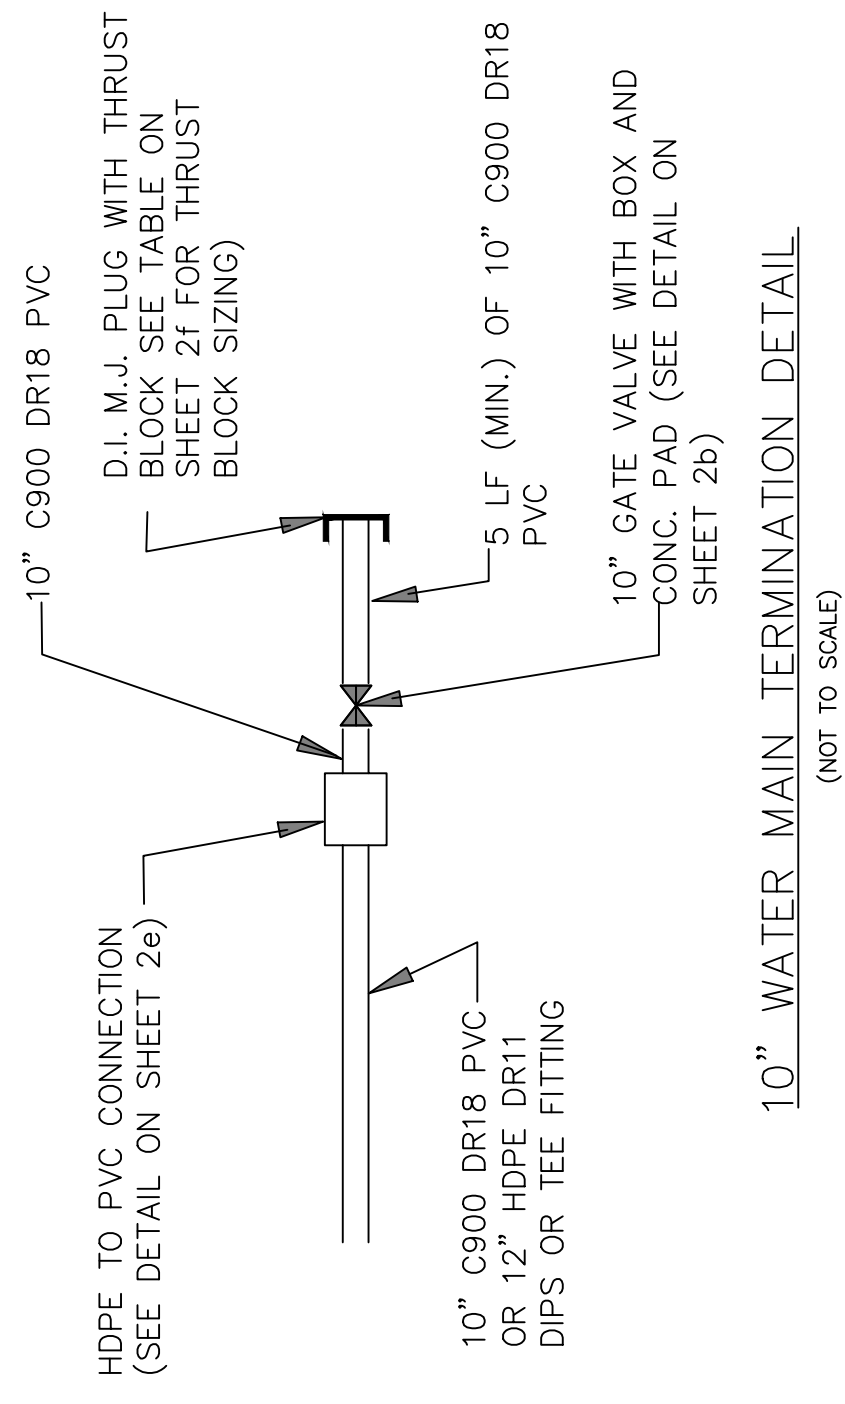 HDPE TO PVC CONNECTION
(SEE DETAIL ON SHEET 2e)
10” C900 DR18 PVC
D.I. M.J. PLUG WITH THRUST
BLOCK SEE TABLE ON
SHEET 2f FOR THRUST
BLOCK SIZING)
10” C900 DR18 PVC
OR 12” HDPE DR11
DIPS OR TEE FITTING
5 LF (MIN.) OF 10” C900 DR18
PVC
10” GATE VALVE WITH BOX AND
CONC. PAD (SEE DETAIL ON
SHEET 2b)
10” WATER MAIN TERMINATION DETAIL
(NOT TO SCALE)